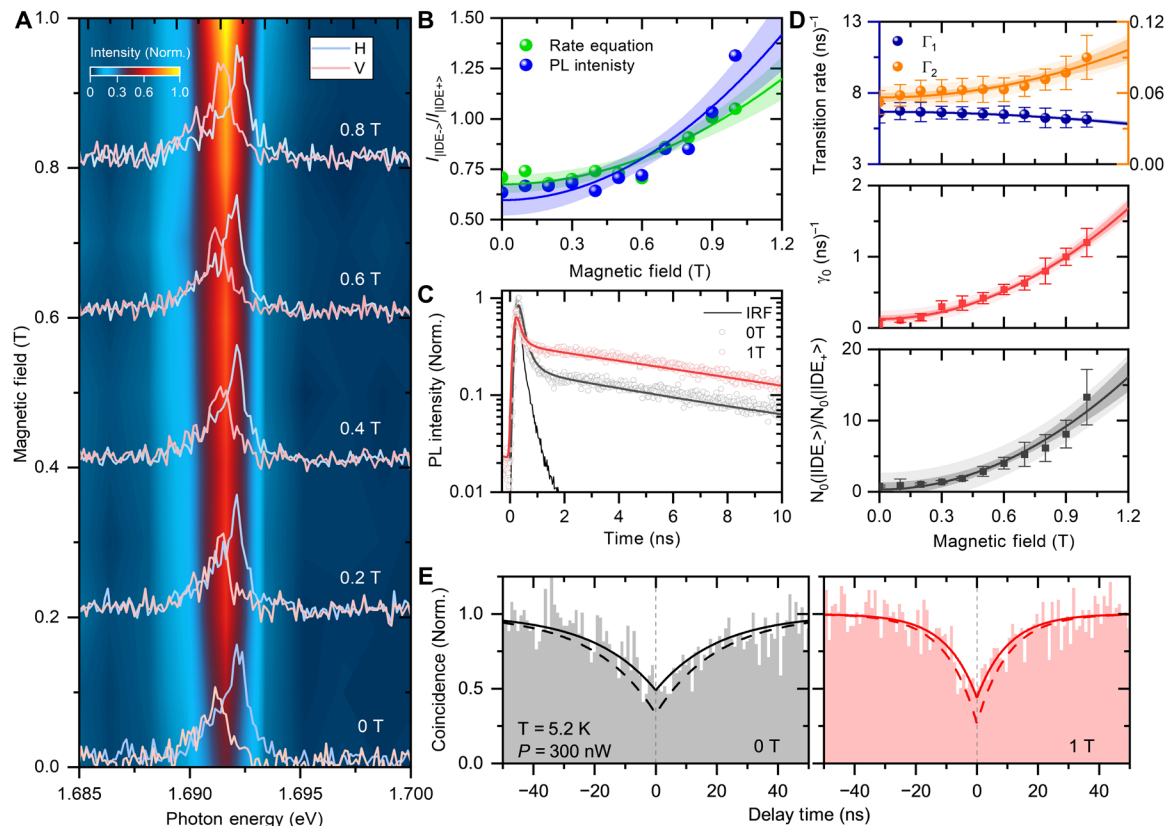 A
Intensity (Norm.)
0 0.3 0.6 1.0
H
V
0.8 T
0.6 T
0.4 T
0.2 T
0 T
1.0
0.8
0.6
0.4
0.2
0.0
Magnetic field (T)
1.685 1.690 1.695 1.700
Photon energy (eV)
B
Rate equation
PL intenisty
1.50
1.25
1.00
0.75
0.50
I|IDE->/I|IDE+>
0.0 0.3 0.6 0.9 1.2
Magnetic field (T)
C
IRF
0T
1T
1
0.1
0.01
PL intensity (Norm.)
0 2 4 6 8 10
Time (ns)
D
Γ1
Γ2
13
8
3
Transition rate (ns)⁻¹
0.12
0.06
0.00
2
1
0
γ0 (ns)⁻¹
20
10
0
N0(|IDE->)/N0(|IDE+>)
0.0 0.3 0.6 0.9 1.2
Magnetic field (T)
E
1.0
0.5
0.0
Coincidence (Norm.)
T = 5.2 K
P = 300 nW
0 T
1 T
−40 −20 0 20 40
−40 −20 0 20 40
Delay time (ns)